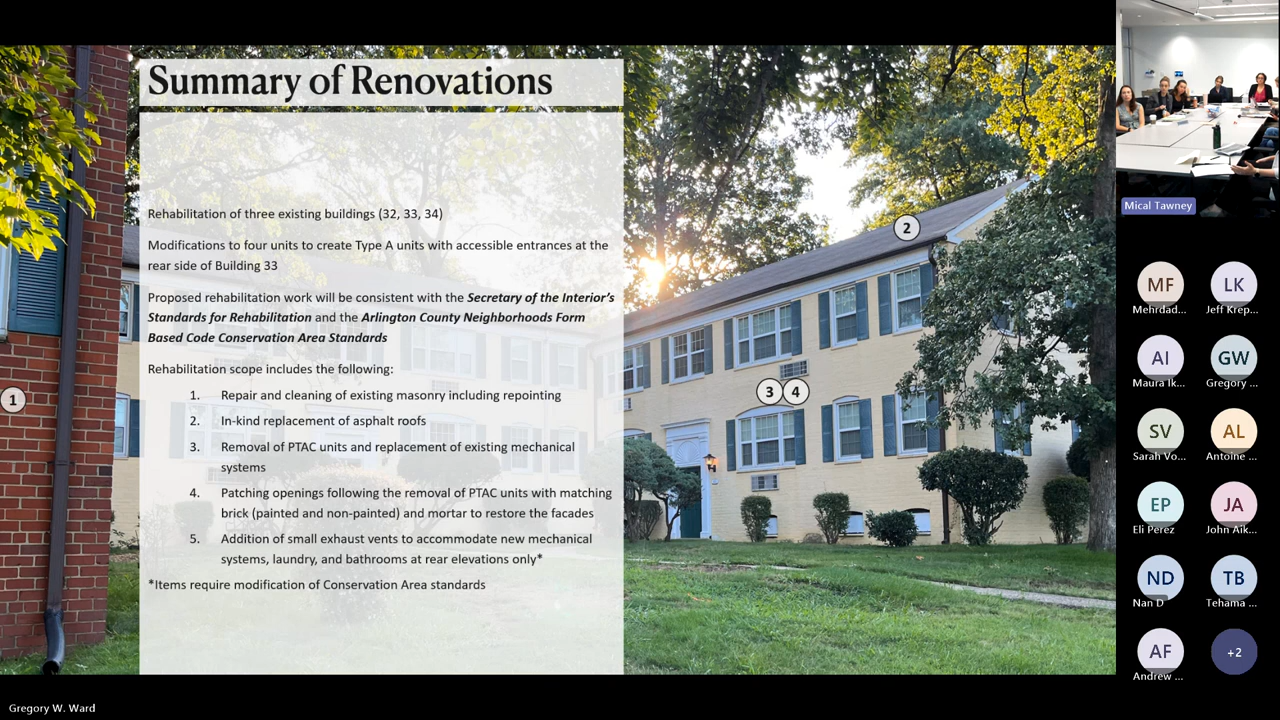 Summary of Renovations
Rehabilitation of three existing buildings (32, 33, 34)
Modifications to four units to create Type A units with accessible entrances at the
rear side of Building 33
Proposed rehabilitation work will be consistent with the Secretary of the Interior's
Standards for Rehabilitation and the Arlington County Neighborhoods Form
Based Code Conservation Area Standards
Rehabilitation scope includes the following:
1. Repair and cleaning of existing masonry including repointing
2. In-kind replacement of asphalt roofs
3. Removal of PTAC units and replacement of existing mechanical
systems
4. Patching openings following the removal of PTAC units with matching
brick (painted and non-painted) and mortar to restore the facades
5. Addition of small exhaust vents to accommodate new mechanical
systems, laundry, and bathrooms at rear elevations only*
*Items require modification of Conservation Area standards
1
2
3 4
Mical Tawney
MF LK
Mehrdad... Jeff Krep...
AI GW
Maura Ik... Gregory ...
SV AL
Sarah Vo... Antoine ...
EP JA
Eli Perez John Aik...
ND TB
Nan D Tehama ...
AF +2
Andrew ...
Gregory W. Ward